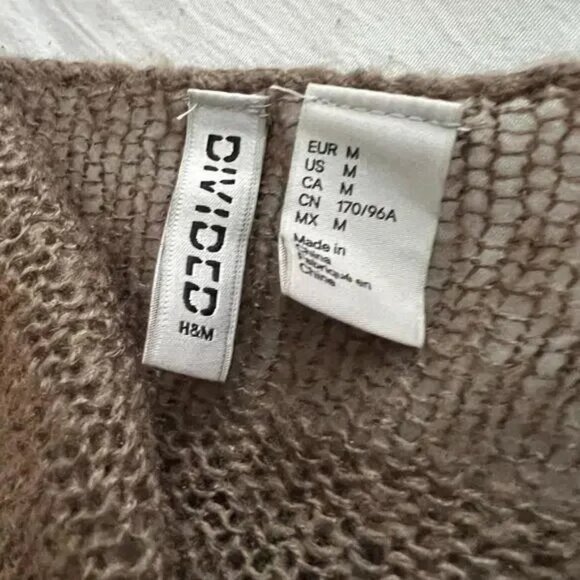 DIVIDED
H&M
EUR M
US M
CA M
CN 170/96A
MX M
Made in
China
Fabriqué en
Chine